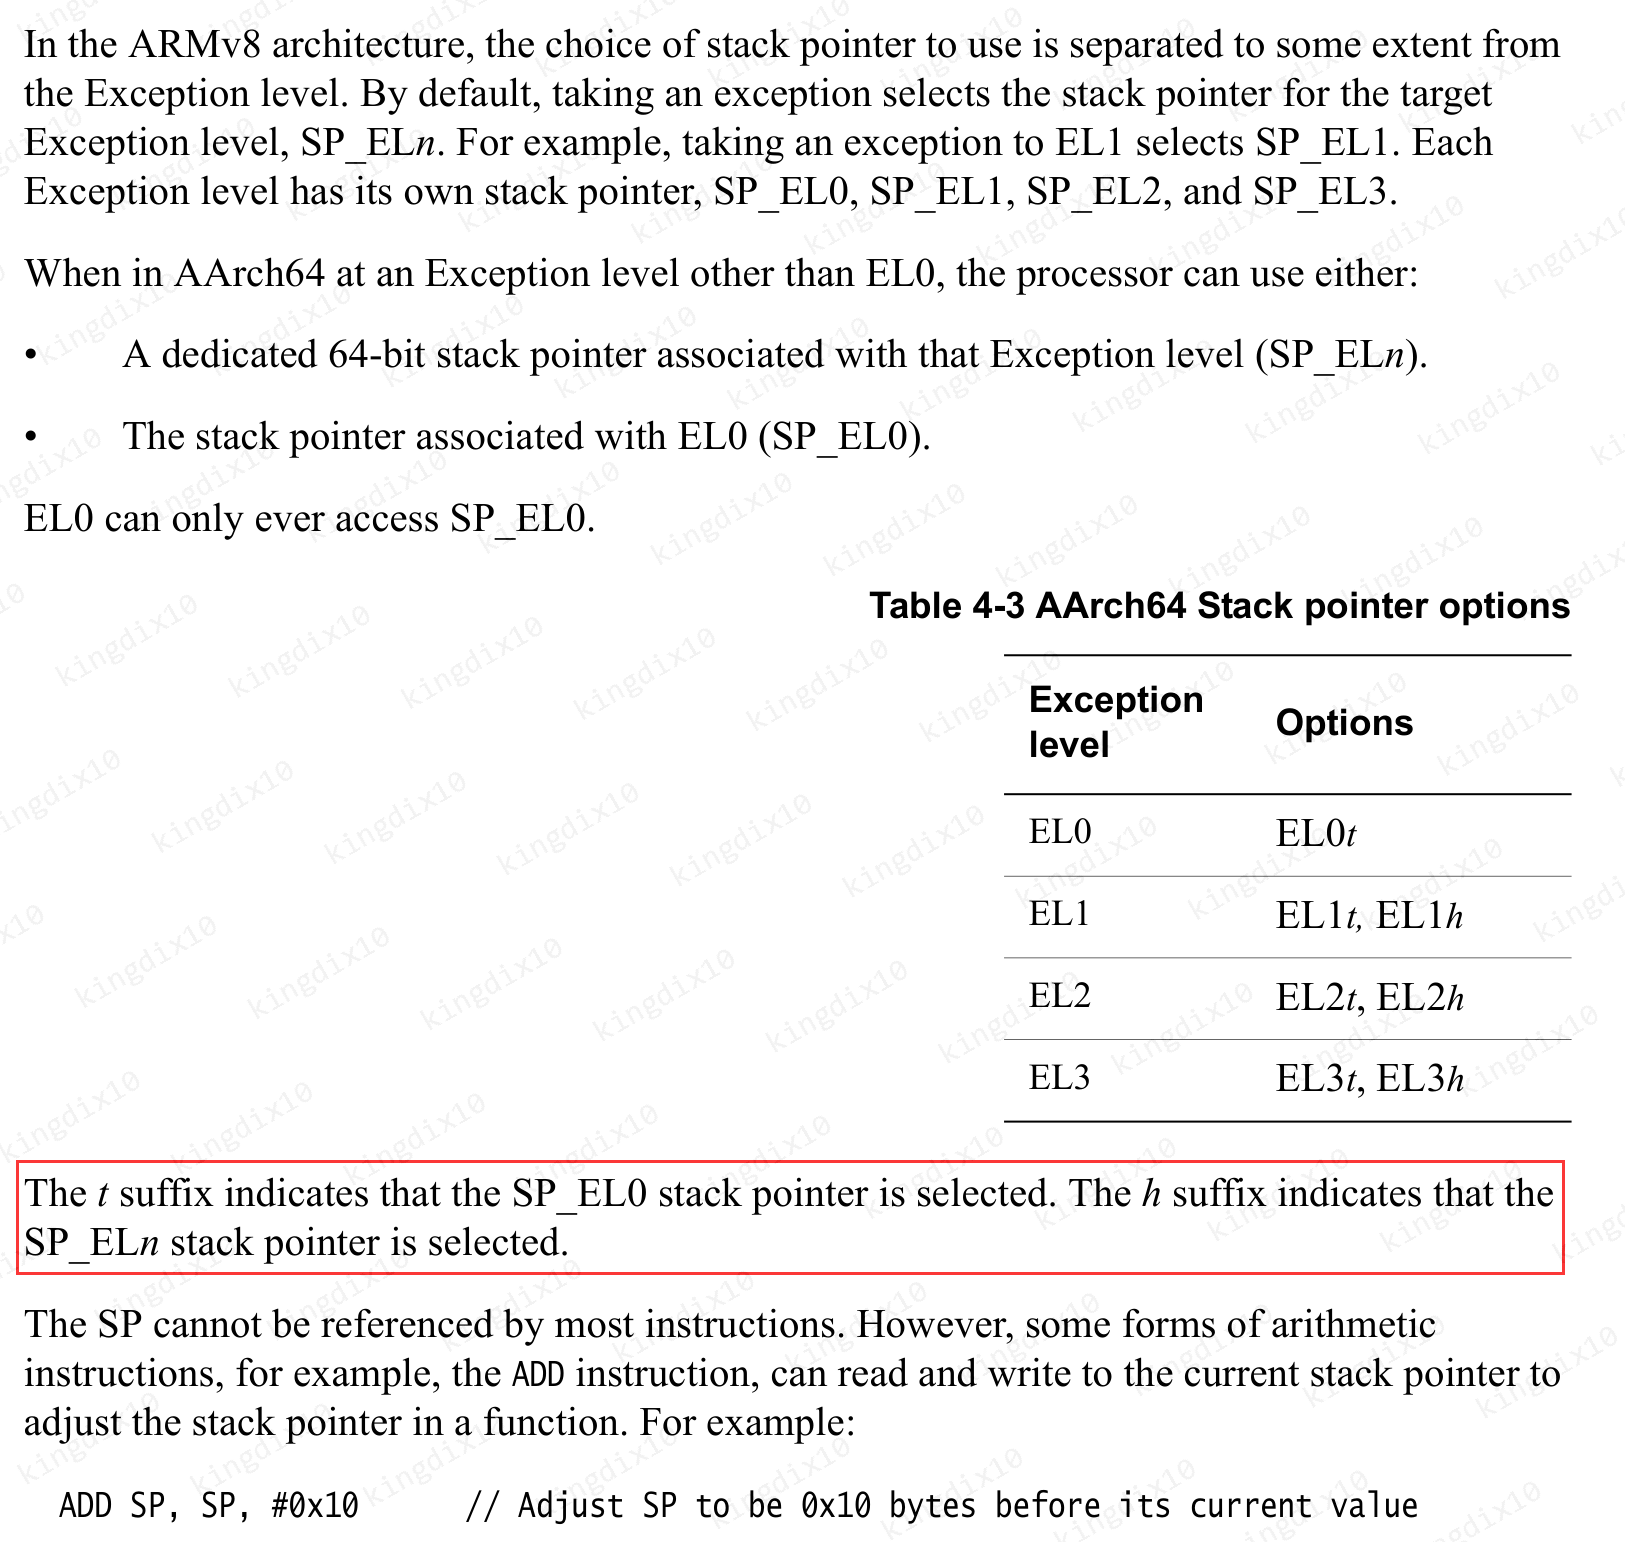 In the ARMv8 architecture, the choice of stack pointer to use is separated to some extent from
the Exception level. By default, taking an exception selects the stack pointer for the target
Exception level, SP_ELn. For example, taking an exception to EL1 selects SP_EL1. Each
Exception level has its own stack pointer, SP_EL0, SP_EL1, SP_EL2, and SP_EL3.
When in AArch64 at an Exception level other than EL0, the processor can use either:
• A dedicated 64-bit stack pointer associated with that Exception level (SP_ELn).
• The stack pointer associated with EL0 (SP_EL0).
EL0 can only ever access SP_EL0.
Table 4-3 AArch64 Stack pointer options
Exception level Options
EL0 EL0t
EL1 EL1t, EL1h
EL2 EL2t, EL2h
EL3 EL3t, EL3h
The t suffix indicates that the SP_EL0 stack pointer is selected. The h suffix indicates that the
SP_ELn stack pointer is selected.
The SP cannot be referenced by most instructions. However, some forms of arithmetic
instructions, for example, the ADD instruction, can read and write to the current stack pointer to
adjust the stack pointer in a function. For example:
ADD SP, SP, #0x10 // Adjust SP to be 0x10 bytes before its current value
kingdix10